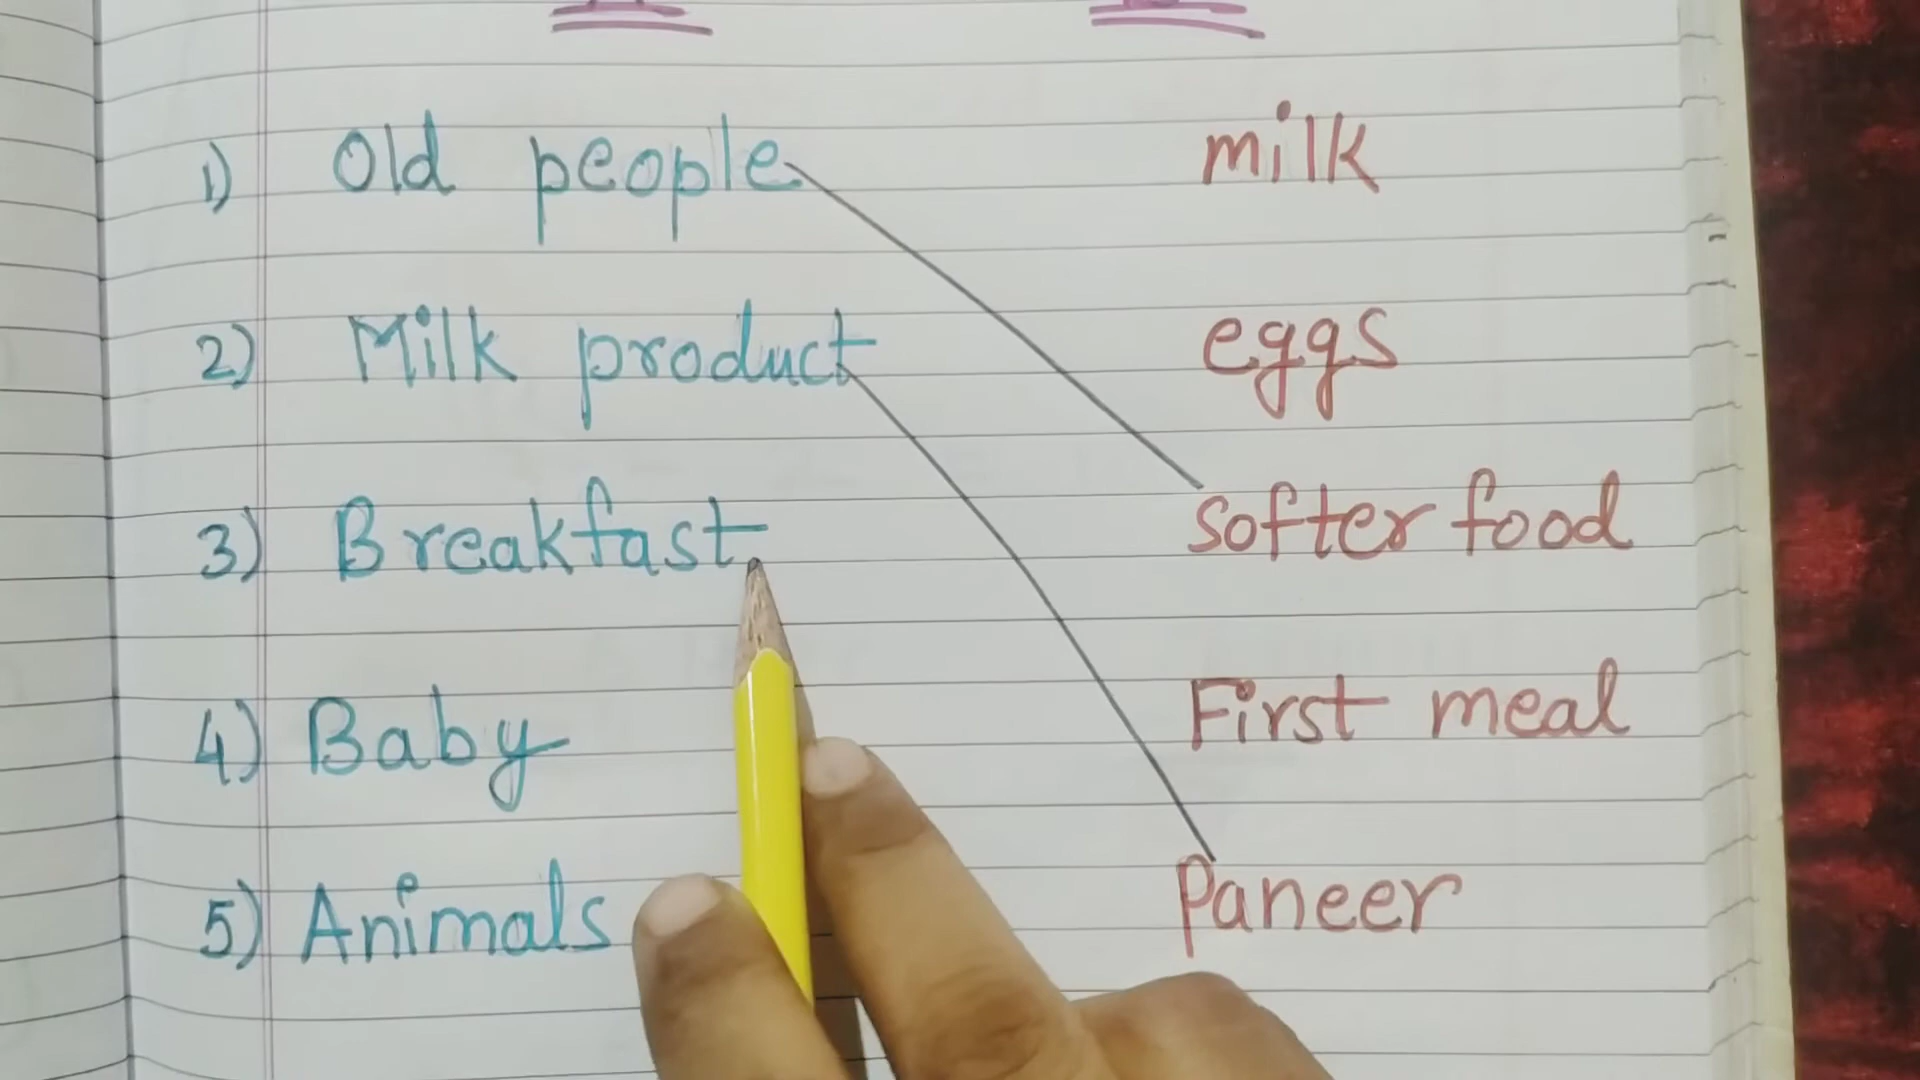 1) Old people milk
2) Milk product eggs
3) Breakfast softer food
4) Baby First meal
5) Animals Paneer